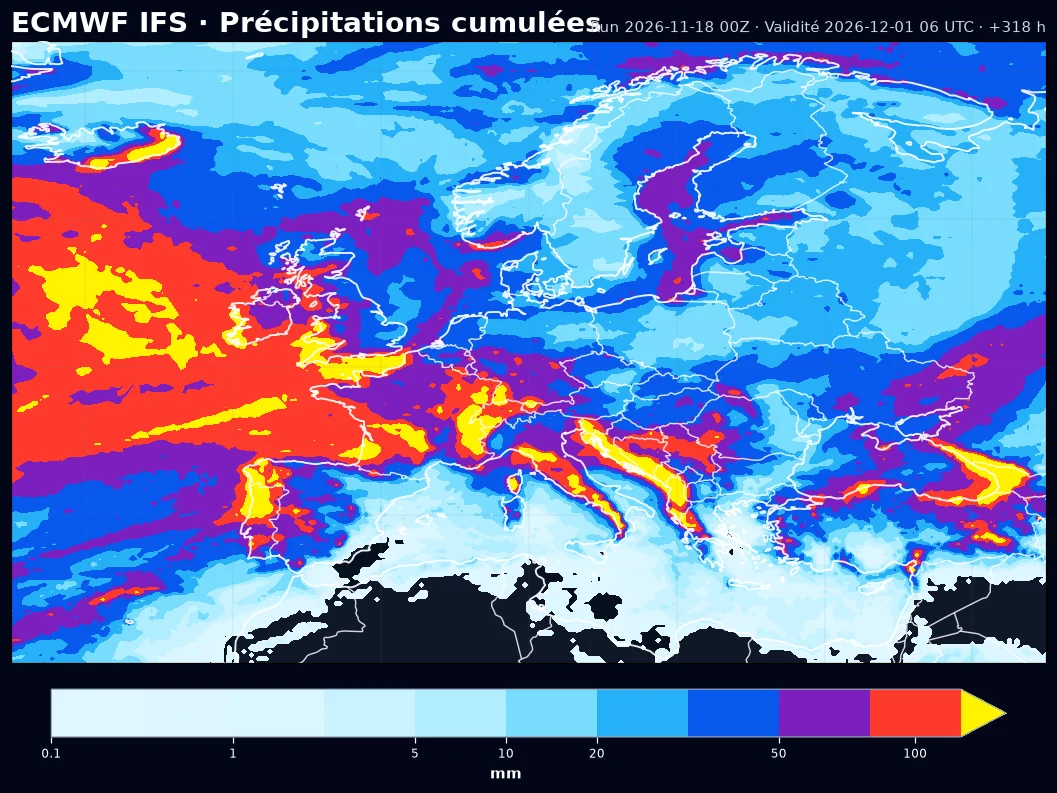 ECMWF IFS · Précipitations cumulées
Run 2026-11-18 00Z · Validité 2026-12-01 06 UTC · +318 h
0.1 1 5 10 20 50 100
mm